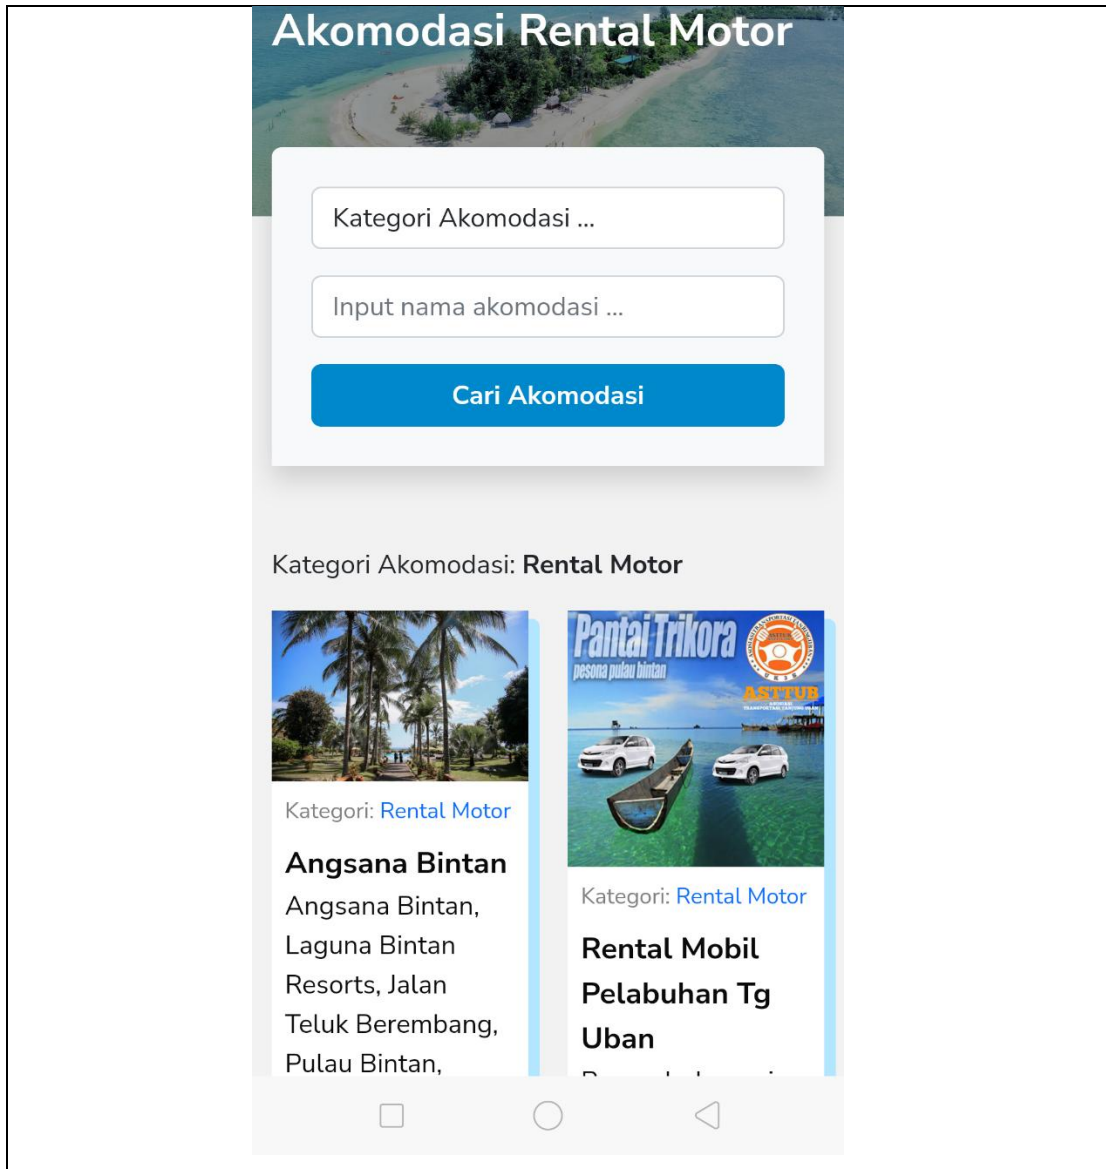 Akomodasi Rental Motor
Kategori Akomodasi ...
Input nama akomodasi ...
Cari Akomodasi
Kategori Akomodasi: Rental Motor
Kategori: Rental Motor
Angsana Bintan
Angsana Bintan,
Laguna Bintan
Resorts, Jalan
Teluk Berembang,
Pulau Bintan,
Pantai Trikora
pesona pulau bintan
ASTTUB
Kategori: Rental Motor
Rental Mobil
Pelabuhan Tg
Uban